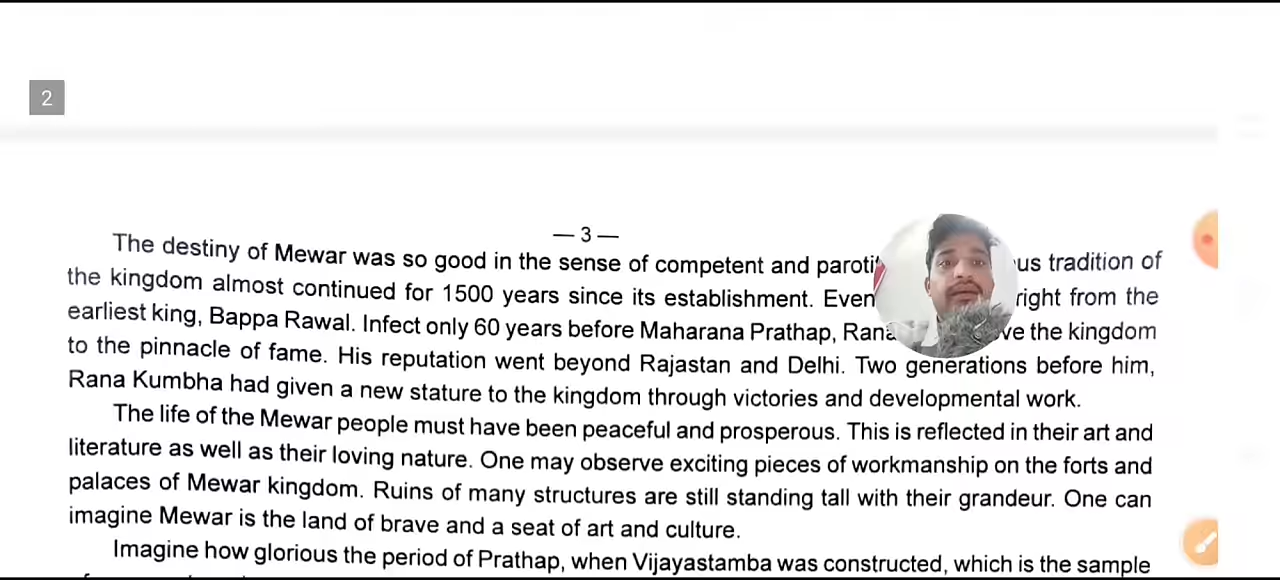 2
— 3 —
The destiny of Mewar was so good in the sense of competent and us tradition of
the kingdom almost continued for 1500 years since its establishment. Even right from the
earliest king, Bappa Rawal. Infect only 60 years before Maharana Prathap, the kingdom
to the pinnacle of fame. His reputation went beyond Rajastan and Delhi. Two generations before him,
Rana Kumbha had given a new stature to the kingdom through victories and developmental work.
The life of the Mewar people must have been peaceful and prosperous. This is reflected in their art and
literature as well as their loving nature. One may observe exciting pieces of workmanship on the forts and
palaces of Mewar kingdom. Ruins of many structures are still standing tall with their grandeur. One can
imagine Mewar is the land of brave and a seat of art and culture.
Imagine how glorious the period of Prathap, when Vijayastamba was constructed, which is the sample